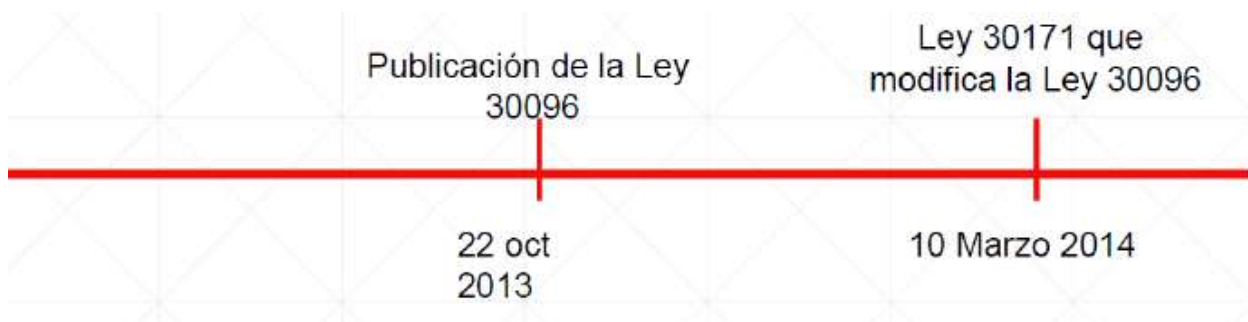 Publicación de la Ley
30096
Ley 30171 que
modifica la Ley 30096
22 oct
2013
10 Marzo 2014